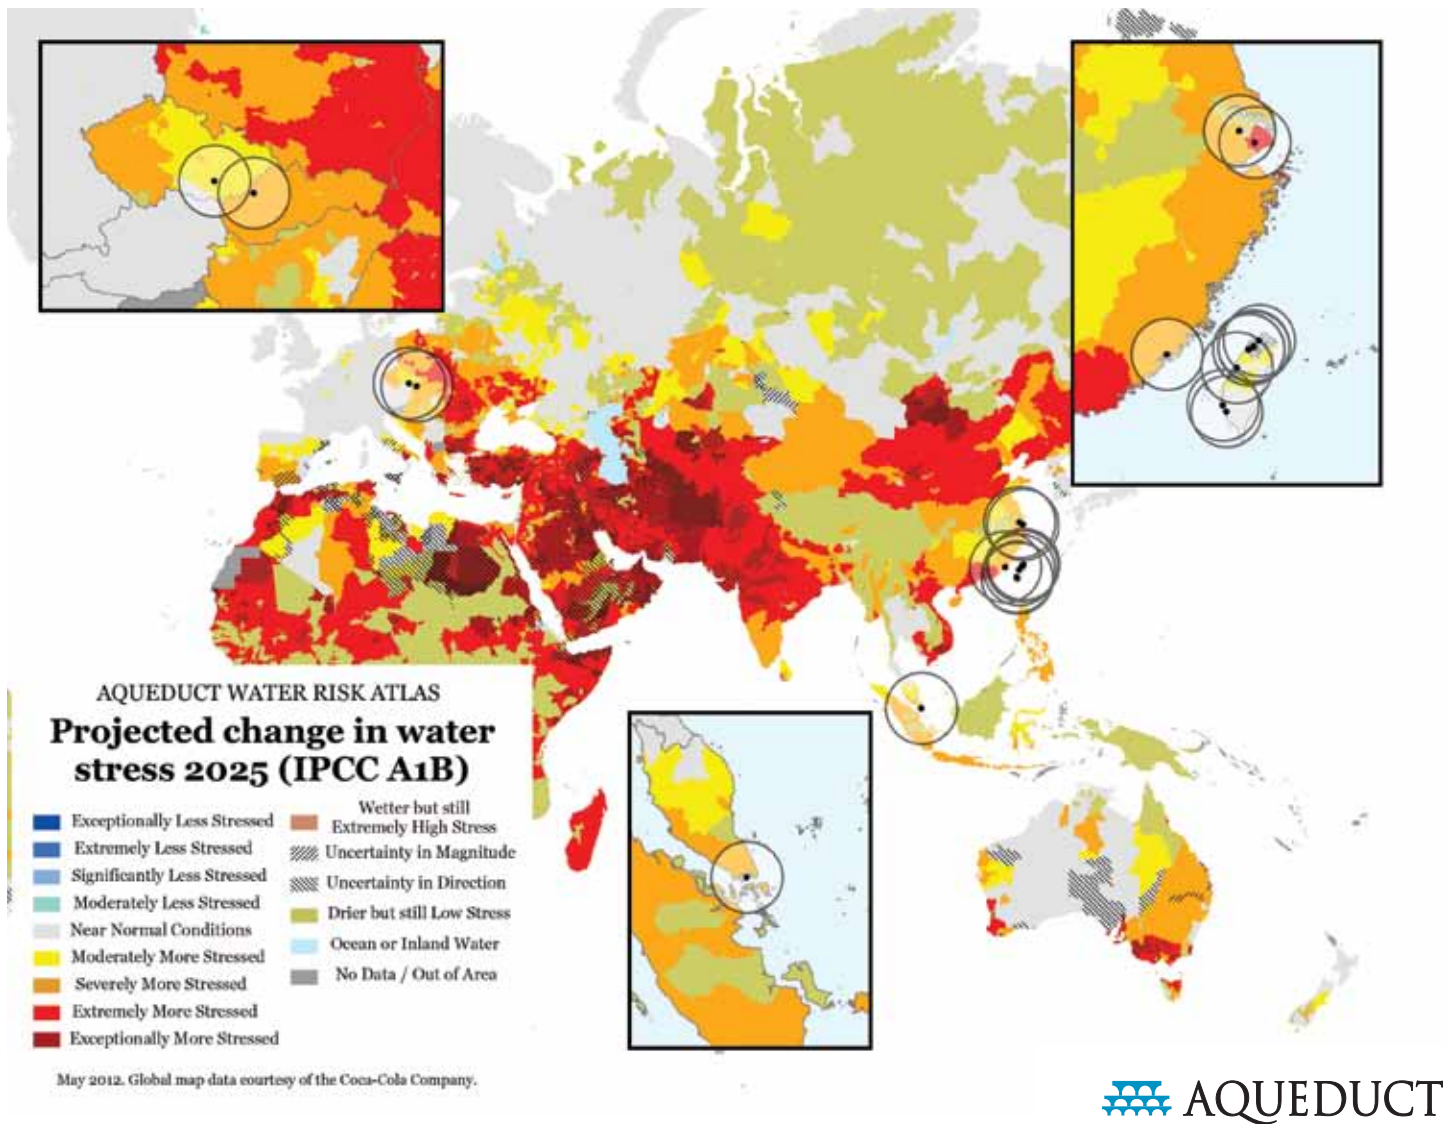 AQUEDUCT WATER RISK ATLAS
Projected change in water
stress 2025 (IPCC A1B)
Exceptionally Less Stressed
Extremely Less Stressed
Significantly Less Stressed
Moderately Less Stressed
Near Normal Conditions
Moderately More Stressed
Severely More Stressed
Extremely More Stressed
Exceptionally More Stressed
Wetter but still
Extremely High Stress
Uncertainty in Magnitude
Uncertainty in Direction
Drier but still Low Stress
Ocean or Inland Water
No Data / Out of Area
May 2012. Global map data courtesy of the Coca-Cola Company.
AQUEDUCT